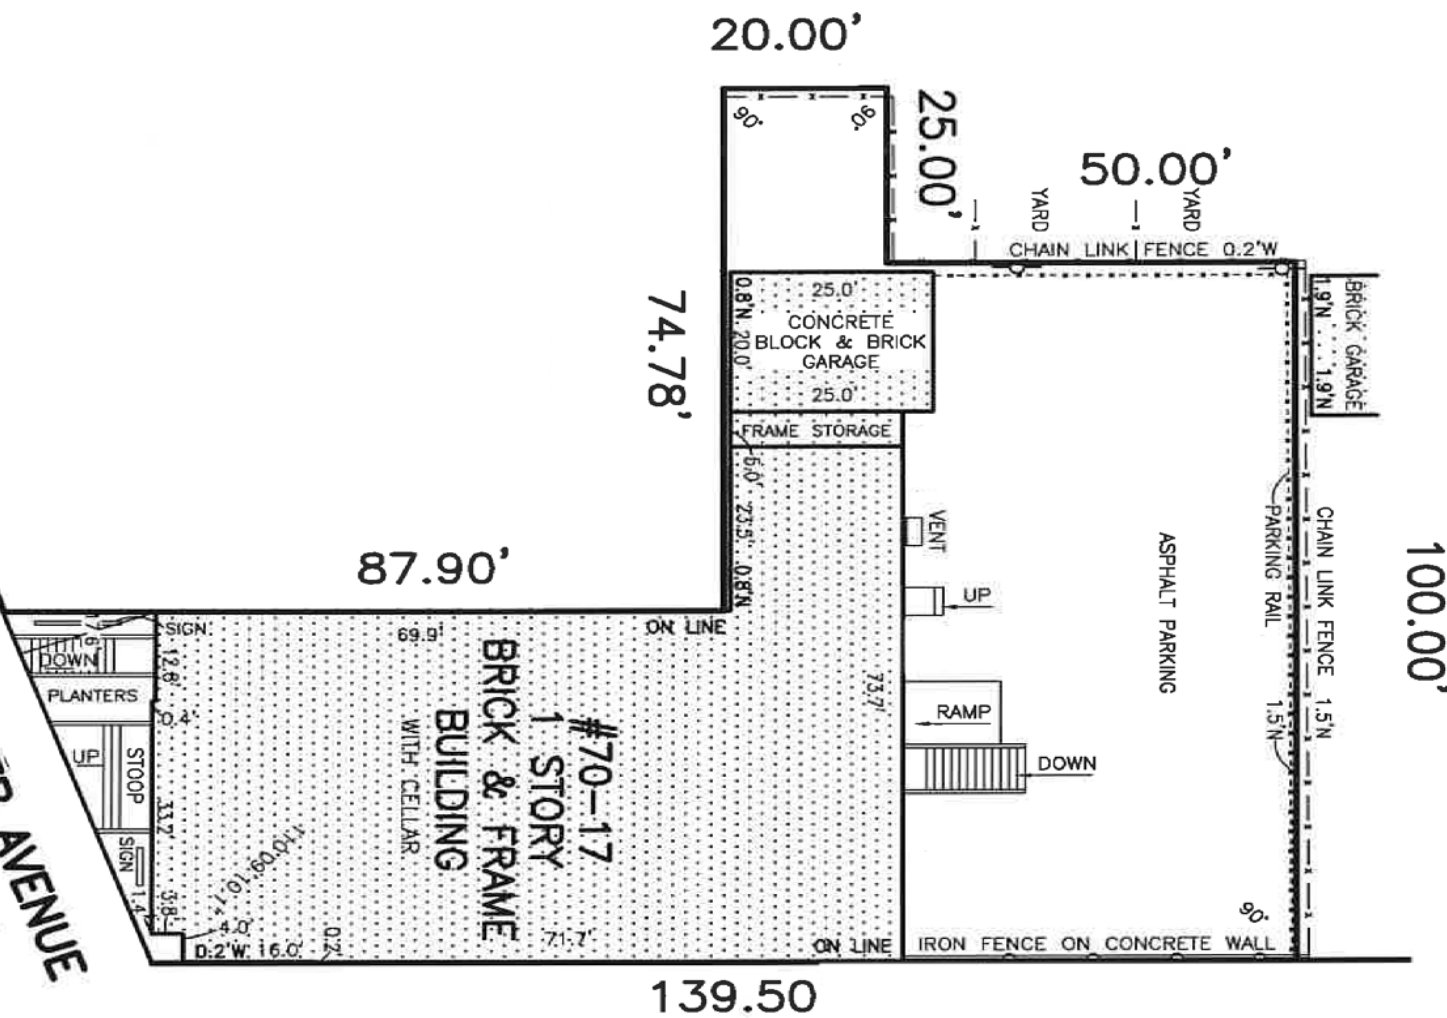 20.00'
90°
90°
25.00'
50.00'
YARD
YARD
CHAIN LINK FENCE 0.2'W
BRICK GARAGE
1.9'N
1.9'N
25.0'
0.8'N
CONCRETE
BLOCK & BRICK
GARAGE
20.0'
25.0'
74.78'
FRAME STORAGE
5.0'
23.5'
0.8'N
VENT
UP
ASPHALT PARKING
PARKING RAIL
CHAIN LINK FENCE 1.5'N
1.5'N
100.00'
87.90'
SIGN
69.9'
ON LINE
DOWN
12.8'
PLANTERS
0.4'
UP
STOOP
33.2'
SIGN
1.4'
3.8'
4.0'
#70-17
1 STORY
BRICK & FRAME
BUILDING
WITH CELLAR
73.7'
RAMP
DOWN
90°
71.7'
0.2'
16.0'
ON LINE
IRON FENCE ON CONCRETE WALL
139.50
AVENUE